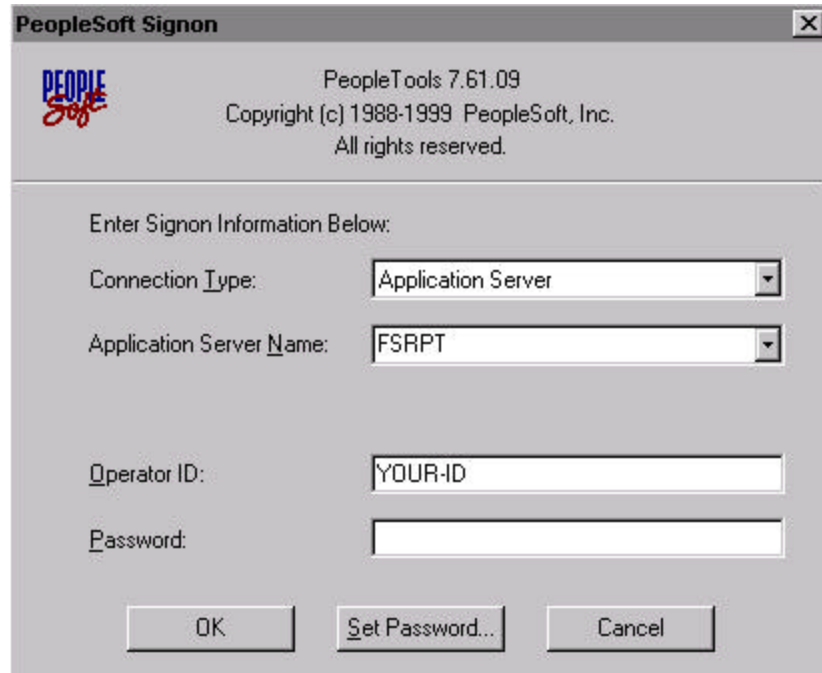 PeopleSoft Signon
PEOPLE
Soft
PeopleTools 7.61.09
Copyright (c) 1988-1999 PeopleSoft, Inc.
All rights reserved.
Enter Signon Information Below:
Connection Type: Application Server
Application Server Name: FSRPT
Operator ID: YOUR-ID
Password:
OK Set Password... Cancel